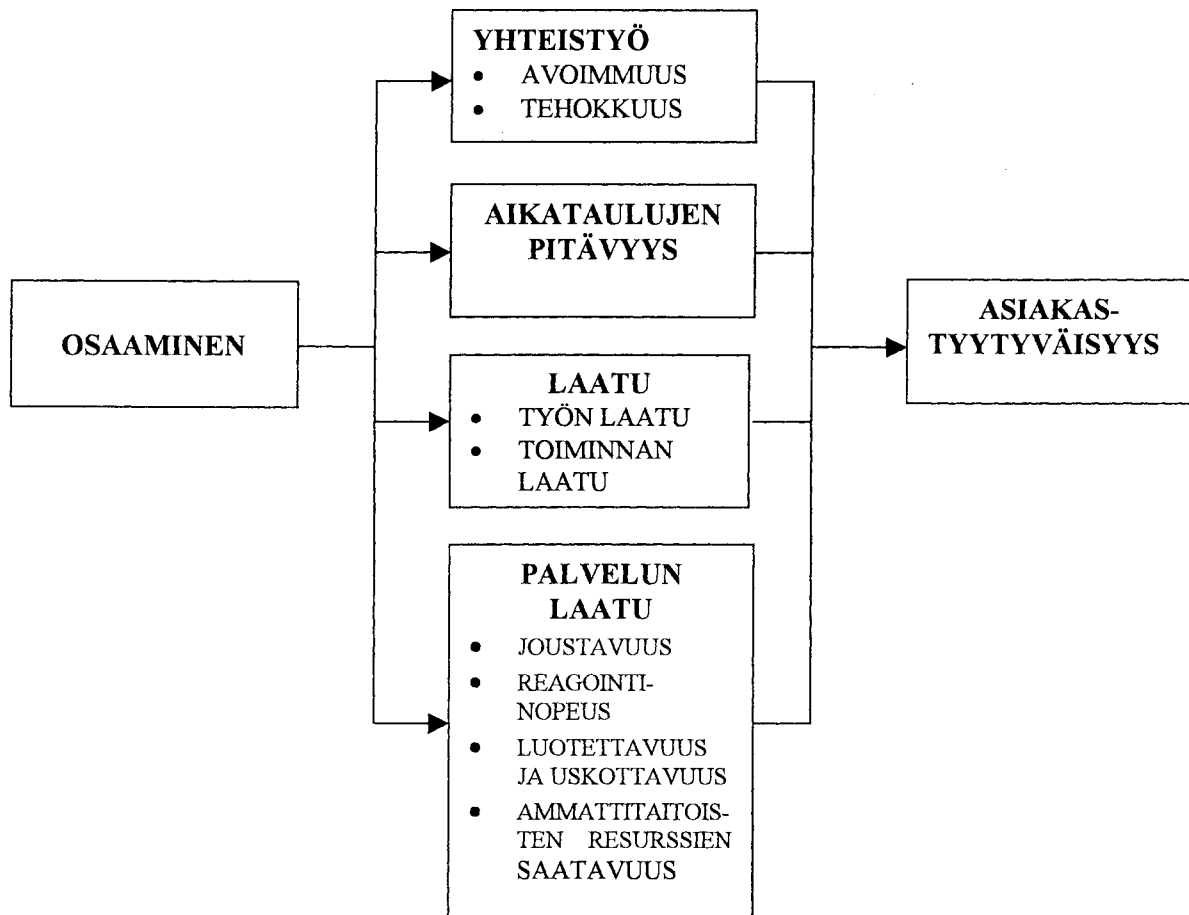 YHTEISTYÖ
• AVOIMMUUS
• TEHOKKUUS
AIKATAULUJEN
PITÄVYYS
OSAAMINEN
LAATU
• TYÖN LAATU
• TOIMINNAN
LAATU
PALVELUN
LAATU
• JOUSTAVUUS
• REAGOINTI-
NOPEUS
• LUOTETTAVUUS
JA USKOTTAVUUS
• AMMATTITAITOIS-
TEN RESURSSIEN
SAATAVUUS
ASIAKAS-
TYYTYVÄISYYS